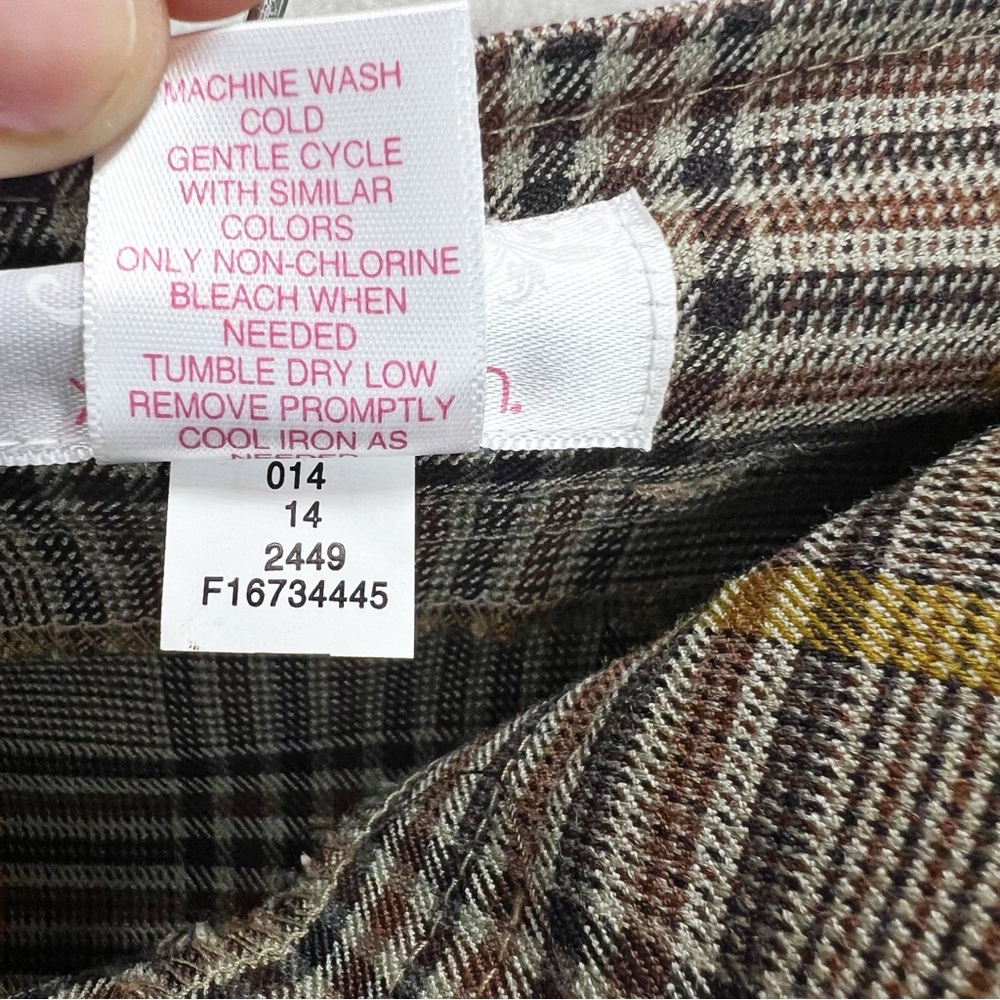 MACHINE WASH
COLD
GENTLE CYCLE
WITH SIMILAR
COLORS
ONLY NON-CHLORINE
BLEACH WHEN
NEEDED
TUMBLE DRY LOW
REMOVE PROMPTLY
COOL IRON AS
NEEDED
014
14
2449
F16734445